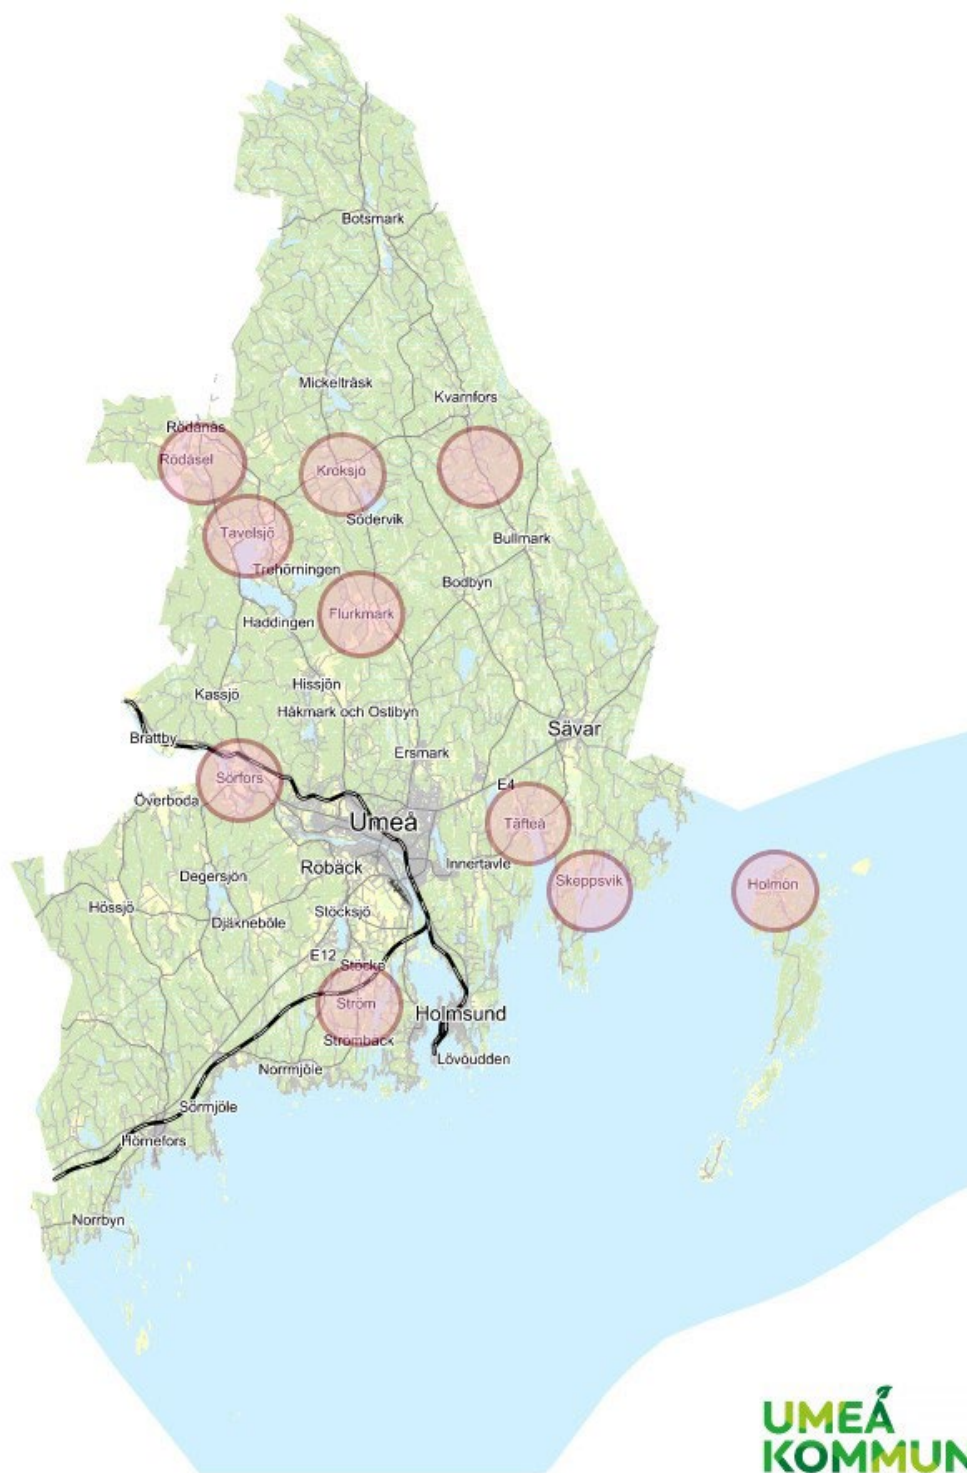 Botsmark
Mickelträsk
Kvarnfors
Rödånäs
Rödåsel
Kroksjö
Södervik
Tavelsjö
Bullmark
Trehörningen
Bodbyn
Haddingen
Flurkmark
Hissjön
Kassjö
Håkmark och Ostibyn
Sävar
Brattby
Ersmark
Sörfors
E4
Överboda
Umeå
Täfteå
Innertavle
Röbäck
Degersjön
Skeppsvik
Holmön
Hössjö
Stöcksjö
Djäkneböle
E12
Stöcke
Ström
Holmsund
Strömbäck
Lövöudden
Norrmjöle
Sörmjöle
Hörnefors
Norrbyn
UMEÅ
KOMMUN